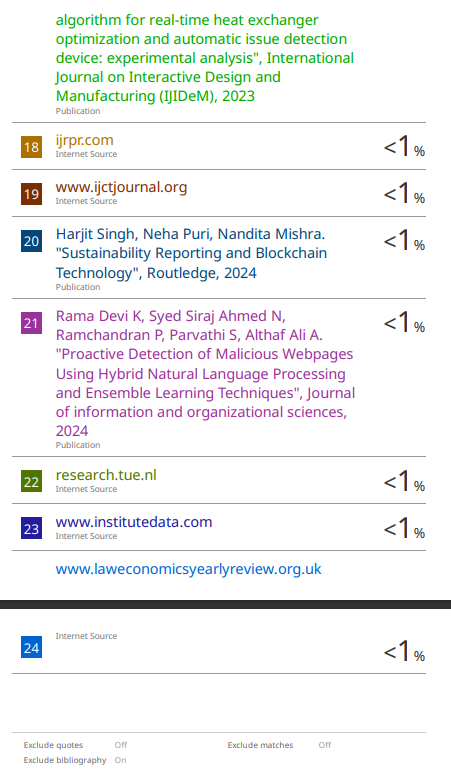 algorithm for real-time heat exchanger
optimization and automatic issue detection
device: experimental analysis", International
Journal on Interactive Design and
Manufacturing (IJIDeM), 2023
Publication
18 ijrpr.com <1%
Internet Source
19 www.ijctjournal.org <1%
Internet Source
20 Harjit Singh, Neha Puri, Nandita Mishra. <1%
"Sustainability Reporting and Blockchain
Technology", Routledge, 2024
Publication
21 Rama Devi K, Syed Siraj Ahmed N, <1%
Ramchandran P, Parvathi S, Althaf Ali A.
"Proactive Detection of Malicious Webpages
Using Hybrid Natural Language Processing
and Ensemble Learning Techniques", Journal
of information and organizational sciences,
2024
Publication
22 research.tue.nl <1%
Internet Source
23 www.institutedata.com <1%
Internet Source
www.laweconomicsyearlyreview.org.uk
Internet Source
24 <1%
Exclude quotes Off Exclude matches Off
Exclude bibliography On